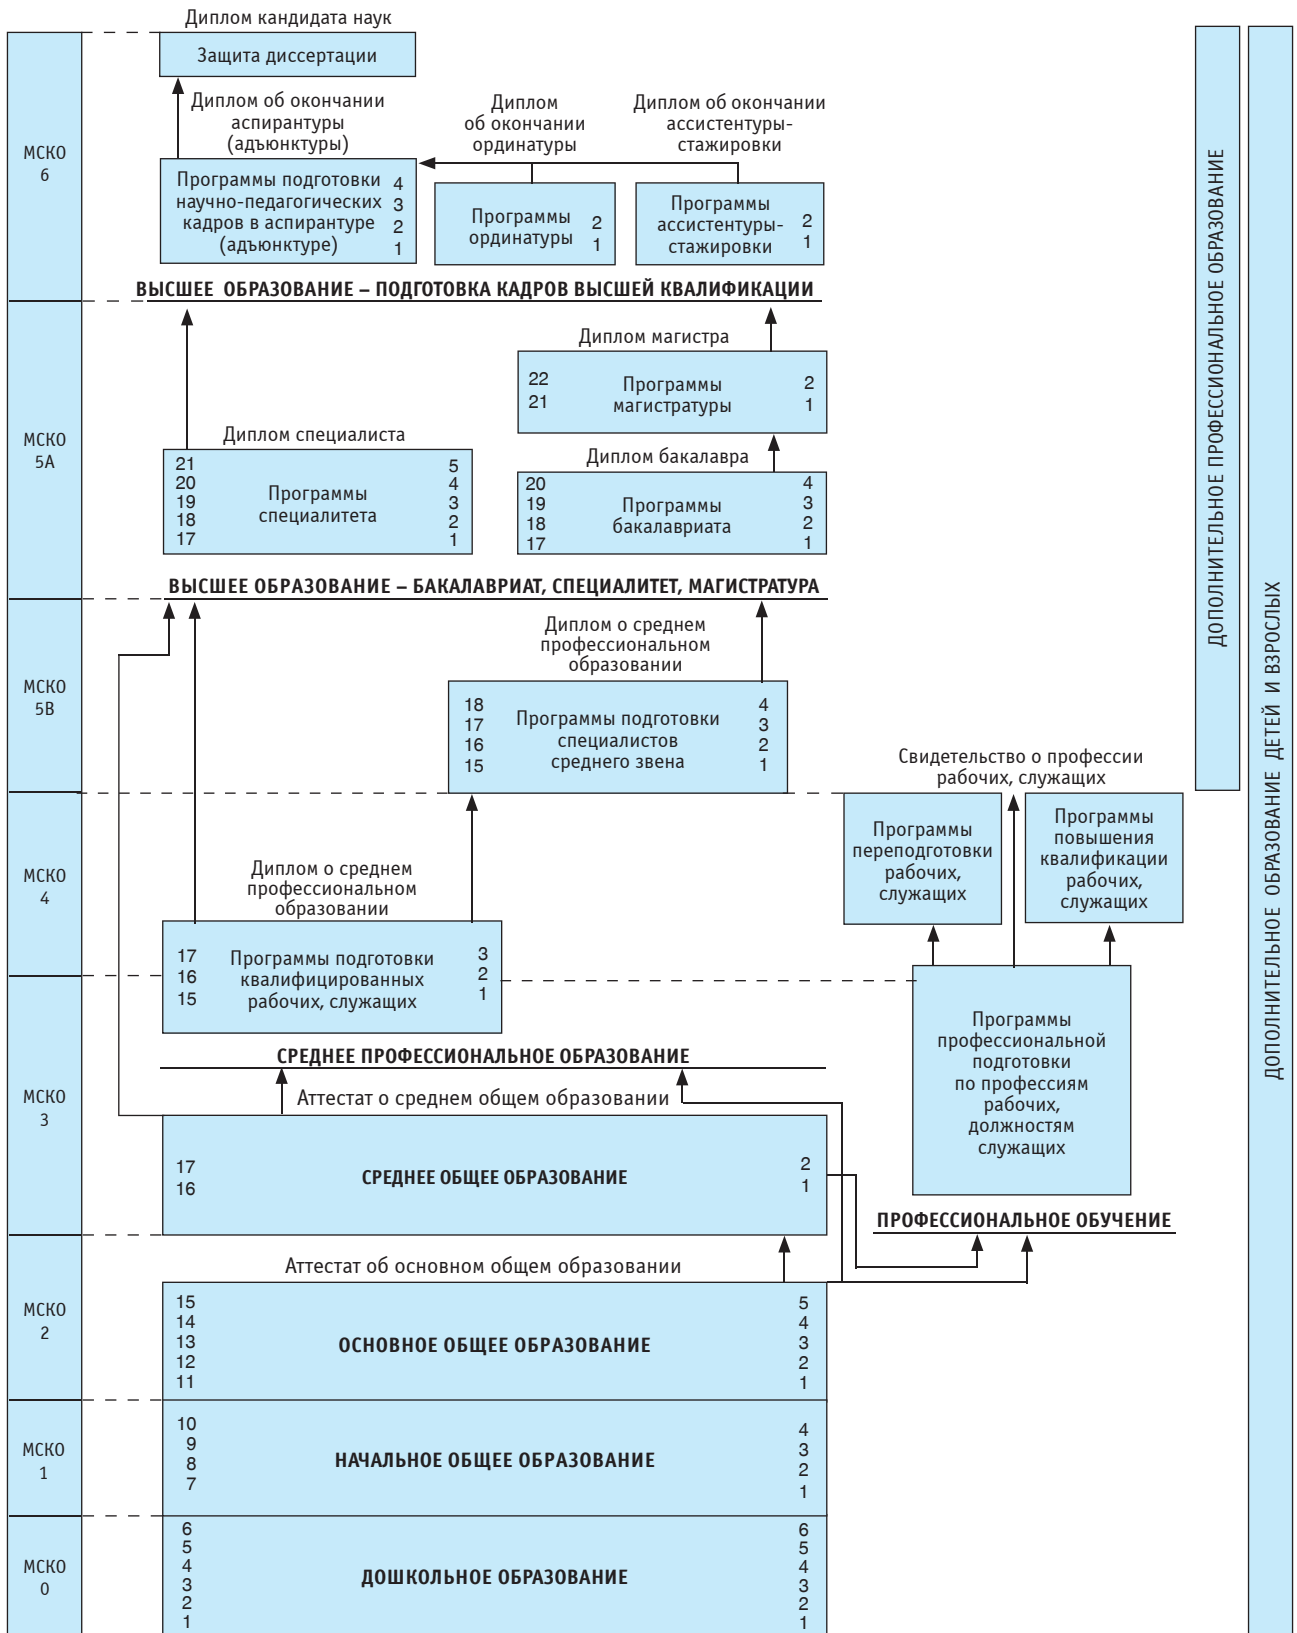 Диплом кандидата наук
Защита диссертации
МСКО
6
Диплом об окончании
аспирантуры
(адъюнктуры)
Диплом
об окончании
ординатуры
Диплом об окончании
ассистентуры-
стажировки
Программы подготовки
научно-педагогических
кадров в аспирантуре
(адъюнктуре)
4
3
2
1
Программы
ординатуры
2
1
Программы
ассистентуры-
стажировки
2
1
ВЫСШЕЕ ОБРАЗОВАНИЕ – ПОДГОТОВКА КАДРОВ ВЫСШЕЙ КВАЛИФИКАЦИИ
МСКО
5А
Диплом магистра
22
21
Программы
магистратуры
2
1
Диплом специалиста
21
20
19
18
17
Программы
специалитета
5
4
3
2
1
Диплом бакалавра
20
19
18
17
Программы
бакалавриата
4
3
2
1
ВЫСШЕЕ ОБРАЗОВАНИЕ – БАКАЛАВРИАТ, СПЕЦИАЛИТЕТ, МАГИСТРАТУРА
МСКО
5В
Диплом о среднем
профессиональном
образовании
18
17
16
15
Программы подготовки
специалистов
среднего звена
4
3
2
1
Свидетельство о профессии
рабочих, служащих
МСКО
4
Программы
переподготовки
рабочих,
служащих
Программы
повышения
квалификации
рабочих,
служащих
Диплом о среднем
профессиональном
образовании
17
16
15
Программы подготовки
квалифицированных
рабочих, служащих
3
2
1
Программы
профессиональной
подготовки
по профессиям
рабочих,
должностям
служащих
СРЕДНЕЕ ПРОФЕССИОНАЛЬНОЕ ОБРАЗОВАНИЕ
МСКО
3
Аттестат о среднем общем образовании
17
16
СРЕДНЕЕ ОБЩЕЕ ОБРАЗОВАНИЕ
2
1
ПРОФЕССИОНАЛЬНОЕ ОБУЧЕНИЕ
Аттестат об основном общем образовании
МСКО
2
15
14
13
12
11
ОСНОВНОЕ ОБЩЕЕ ОБРАЗОВАНИЕ
5
4
3
2
1
МСКО
1
10
9
8
7
НАЧАЛЬНОЕ ОБЩЕЕ ОБРАЗОВАНИЕ
4
3
2
1
МСКО
0
6
5
4
3
2
1
ДОШКОЛЬНОЕ ОБРАЗОВАНИЕ
6
5
4
3
2
1
ДОПОЛНИТЕЛЬНОЕ ПРОФЕССИОНАЛЬНОЕ ОБРАЗОВАНИЕ
ДОПОЛНИТЕЛЬНОЕ ОБРАЗОВАНИЕ ДЕТЕЙ И ВЗРОСЛЫХ